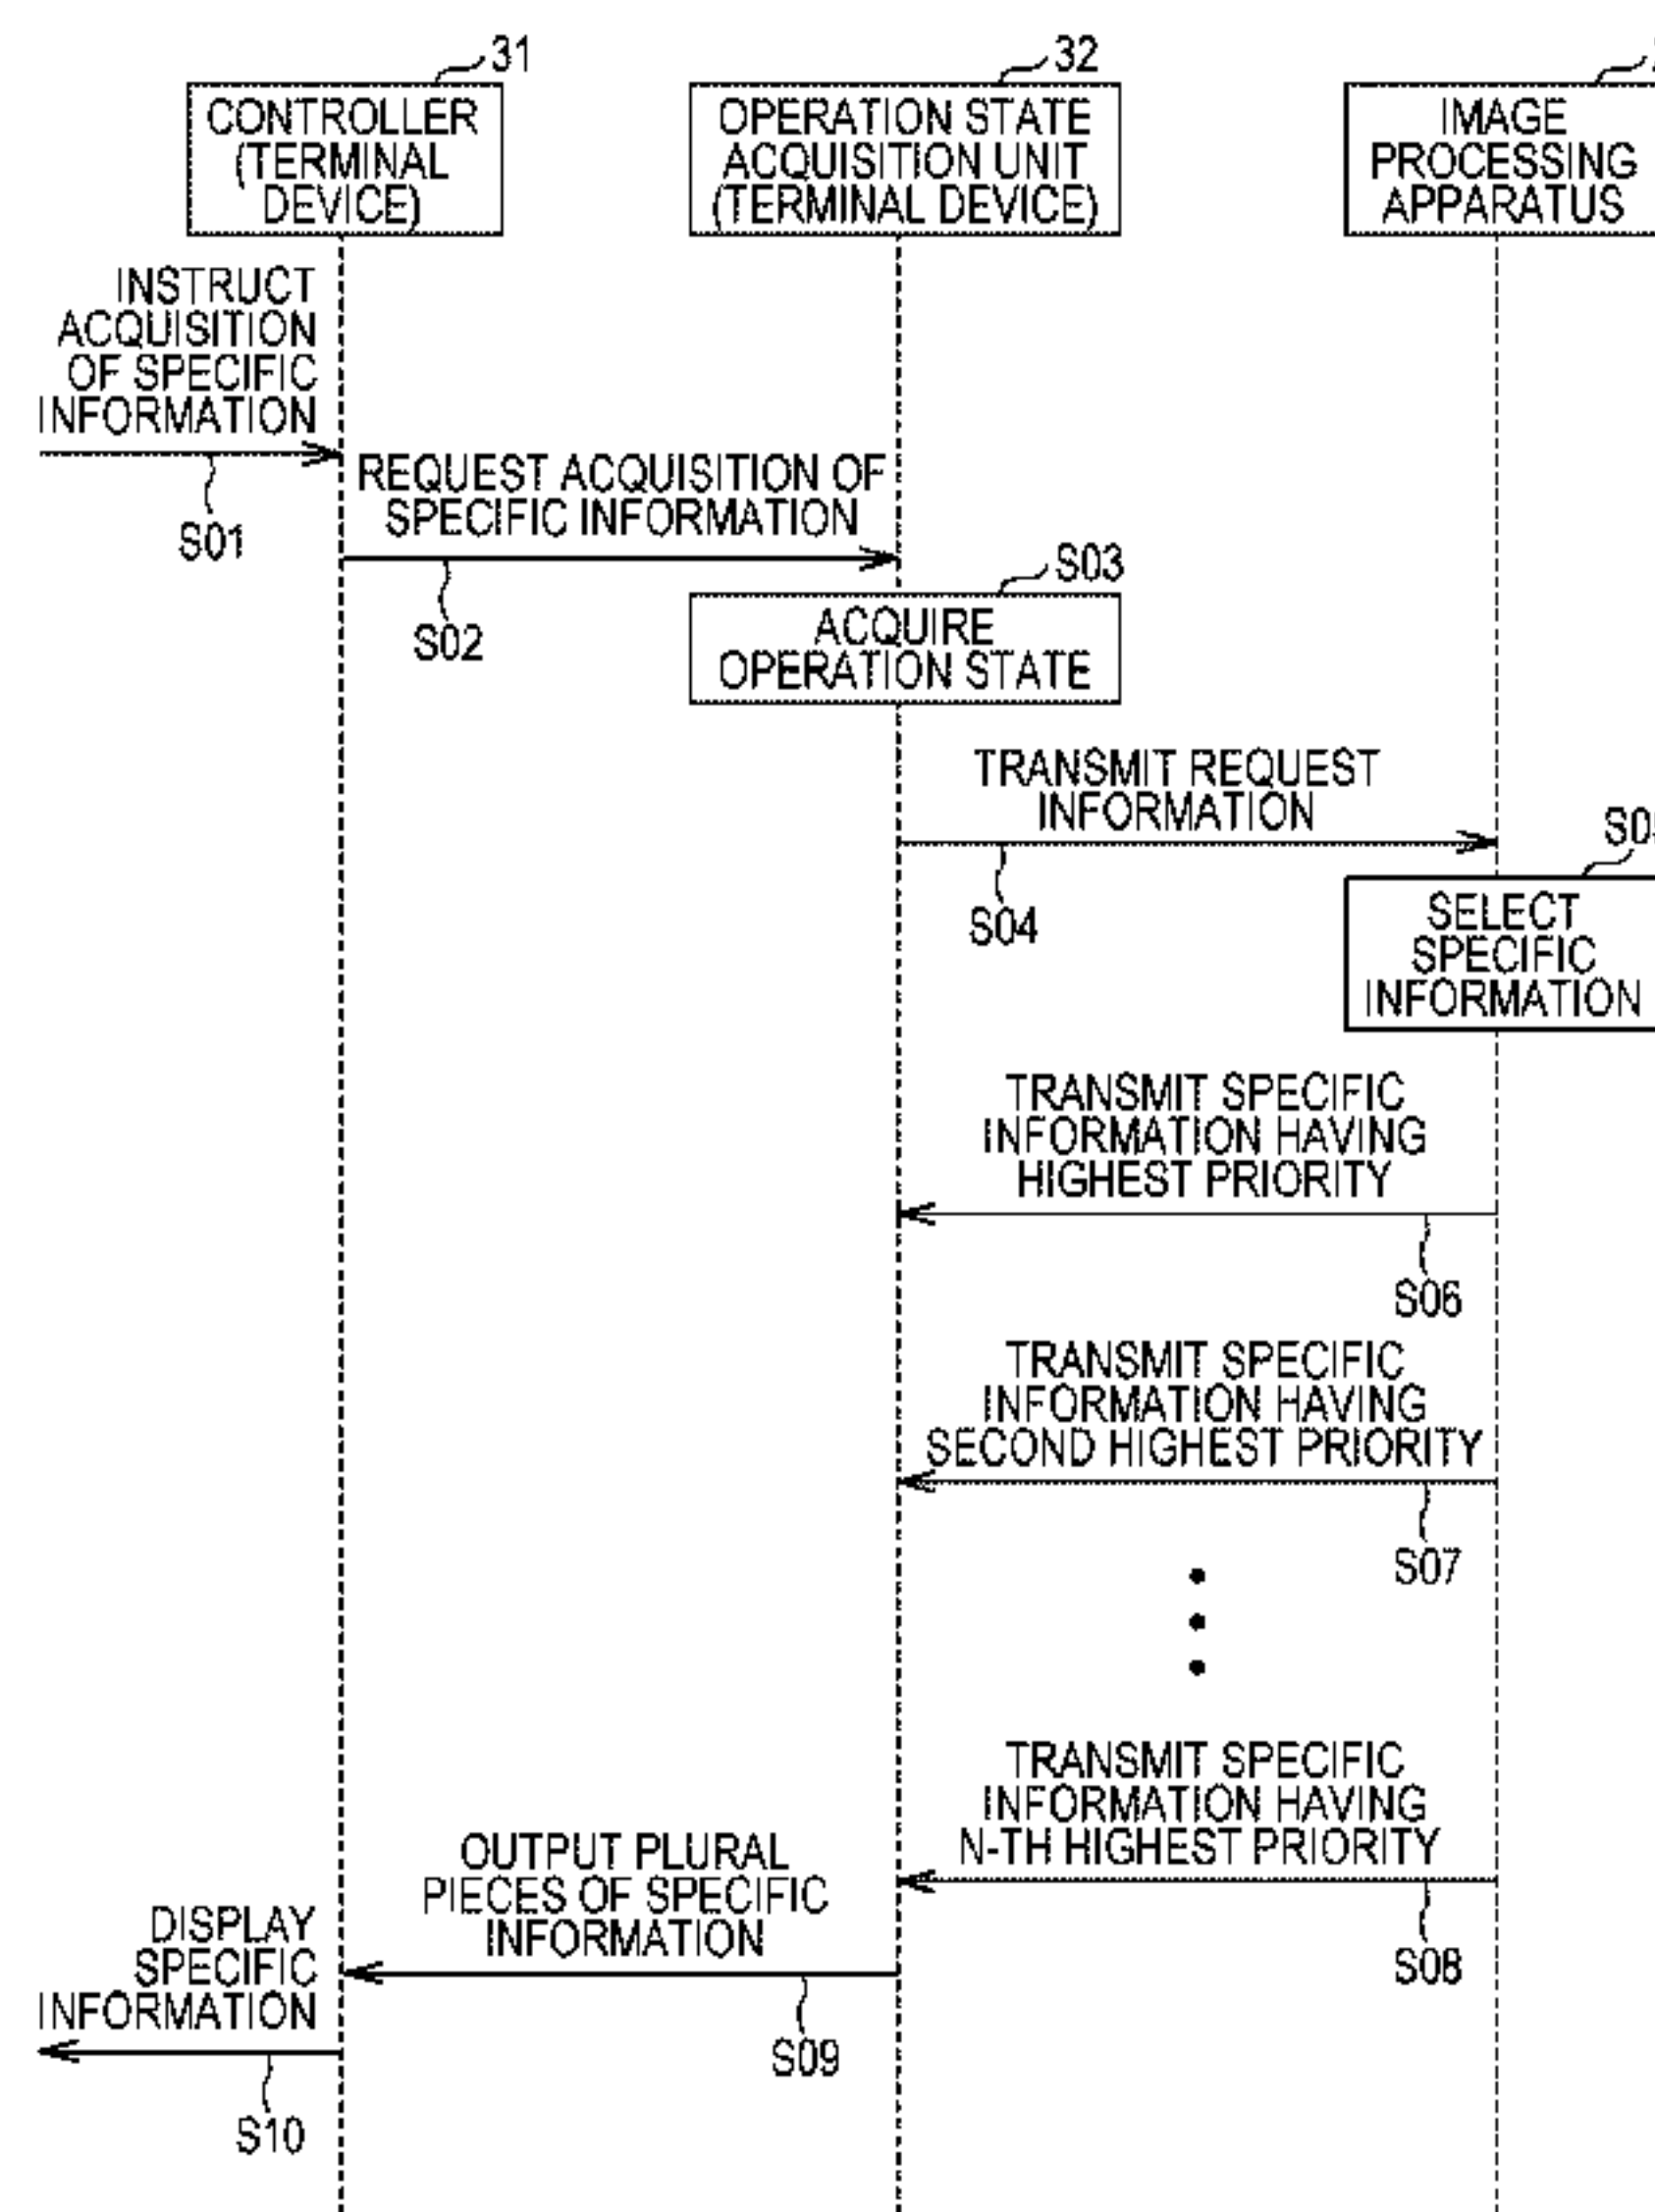 31
CONTROLLER
(TERMINAL
DEVICE)
32
OPERATION STATE
ACQUISITION UNIT
(TERMINAL DEVICE)
IMAGE
PROCESSING
APPARATUS
INSTRUCT
ACQUISITION
OF SPECIFIC
INFORMATION
S01
REQUEST ACQUISITION OF
SPECIFIC INFORMATION
S02
S03
ACQUIRE
OPERATION STATE
TRANSMIT REQUEST
INFORMATION
S04
SELECT
SPECIFIC
INFORMATION
TRANSMIT SPECIFIC
INFORMATION HAVING
HIGHEST PRIORITY
S06
TRANSMIT SPECIFIC
INFORMATION HAVING
SECOND HIGHEST PRIORITY
S07
TRANSMIT SPECIFIC
INFORMATION HAVING
N-TH HIGHEST PRIORITY
S08
OUTPUT PLURAL
PIECES OF SPECIFIC
INFORMATION
S09
DISPLAY
SPECIFIC
INFORMATION
S10